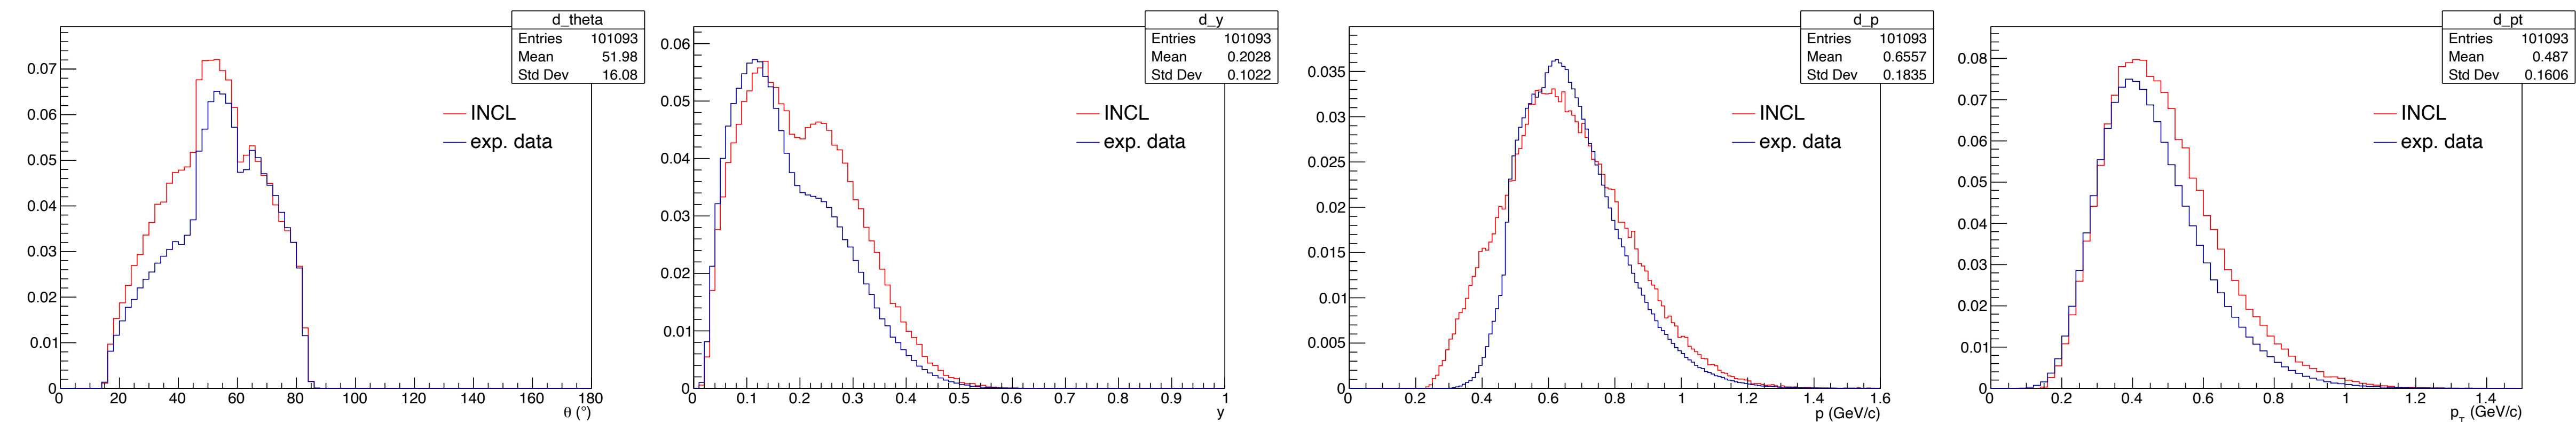 d_theta
Entries 101093
Mean 51.98
Std Dev 16.08
INCL
exp. data
0.07
0.06
0.05
0.04
0.03
0.02
0.01
0
0 20 40 60 80 100 120 140 160 180
θ (°)
d_y
Entries 101093
Mean 0.2028
Std Dev 0.1022
INCL
exp. data
0.06
0.05
0.04
0.03
0.02
0.01
0
0 0.1 0.2 0.3 0.4 0.5 0.6 0.7 0.8 0.9 1
y
d_p
Entries 101093
Mean 0.6557
Std Dev 0.1835
INCL
exp. data
0.035
0.03
0.025
0.02
0.015
0.01
0.005
0
0 0.2 0.4 0.6 0.8 1 1.2 1.4 1.6
p (GeV/c)
d_pt
Entries 101093
Mean 0.487
Std Dev 0.1606
INCL
exp. data
0.08
0.07
0.06
0.05
0.04
0.03
0.02
0.01
0
0 0.2 0.4 0.6 0.8 1 1.2 1.4
p_T (GeV/c)